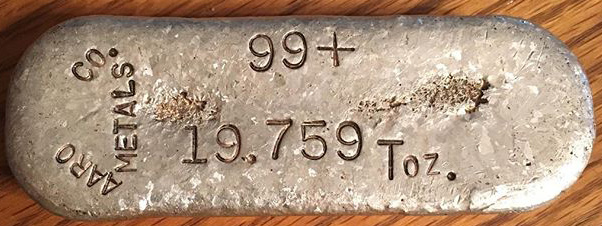 AARO
METALS
CO.
99+
19.759 Toz.